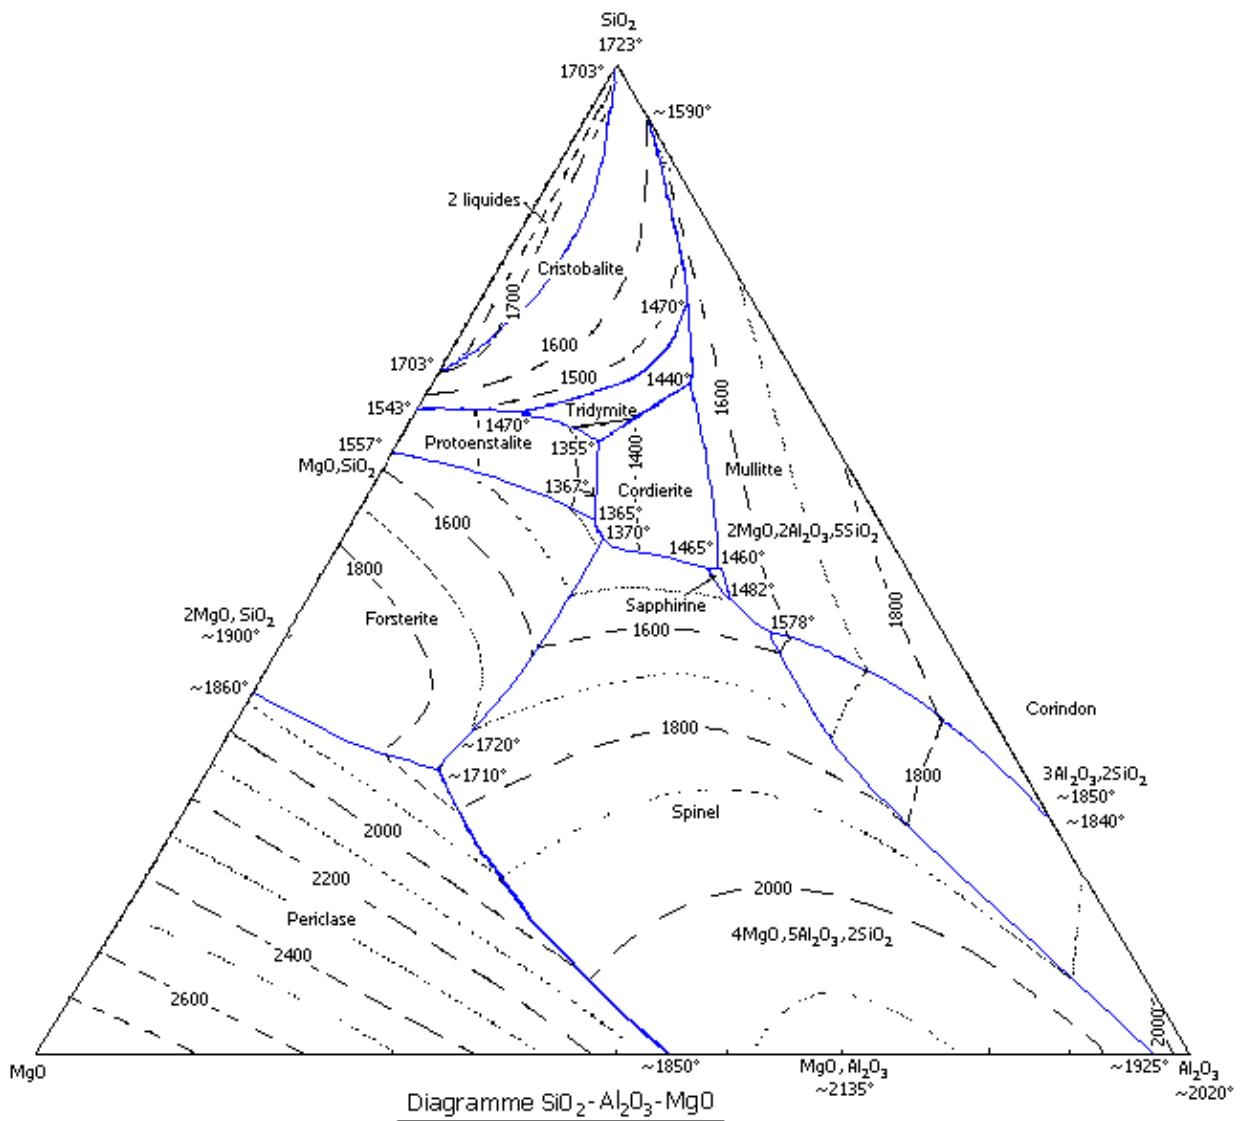 SiO₂
1723°
1703°
~1590°
2 liquides
Cristobalite
1700
1470°
1600
1703°
1500
1440°
1600
1543°
Tridymite
1470°
Protoenstalite
1557°
1355°
1400
MgO,SiO₂
Mullitte
1367°
Cordierite
1365°
1600
1370°
2MgO,2Al₂O₃,5SiO₂
1465°
1460°
1800
1482°
Sapphirine
1800
2MgO,SiO₂
~1900°
Forsterite
1578°
1600
~1860°
Corindon
1800
~1720°
~1710°
1800
3Al₂O₃,2SiO₂
~1850°
~1840°
Spinel
2000
2200
2000
Periclase
4MgO,5Al₂O₃,2SiO₂
2400
2600
2000
MgO
~1850°
MgO,Al₂O₃
~2135°
~1925°
Al₂O₃
~2020°
Diagramme SiO₂-Al₂O₃-MgO